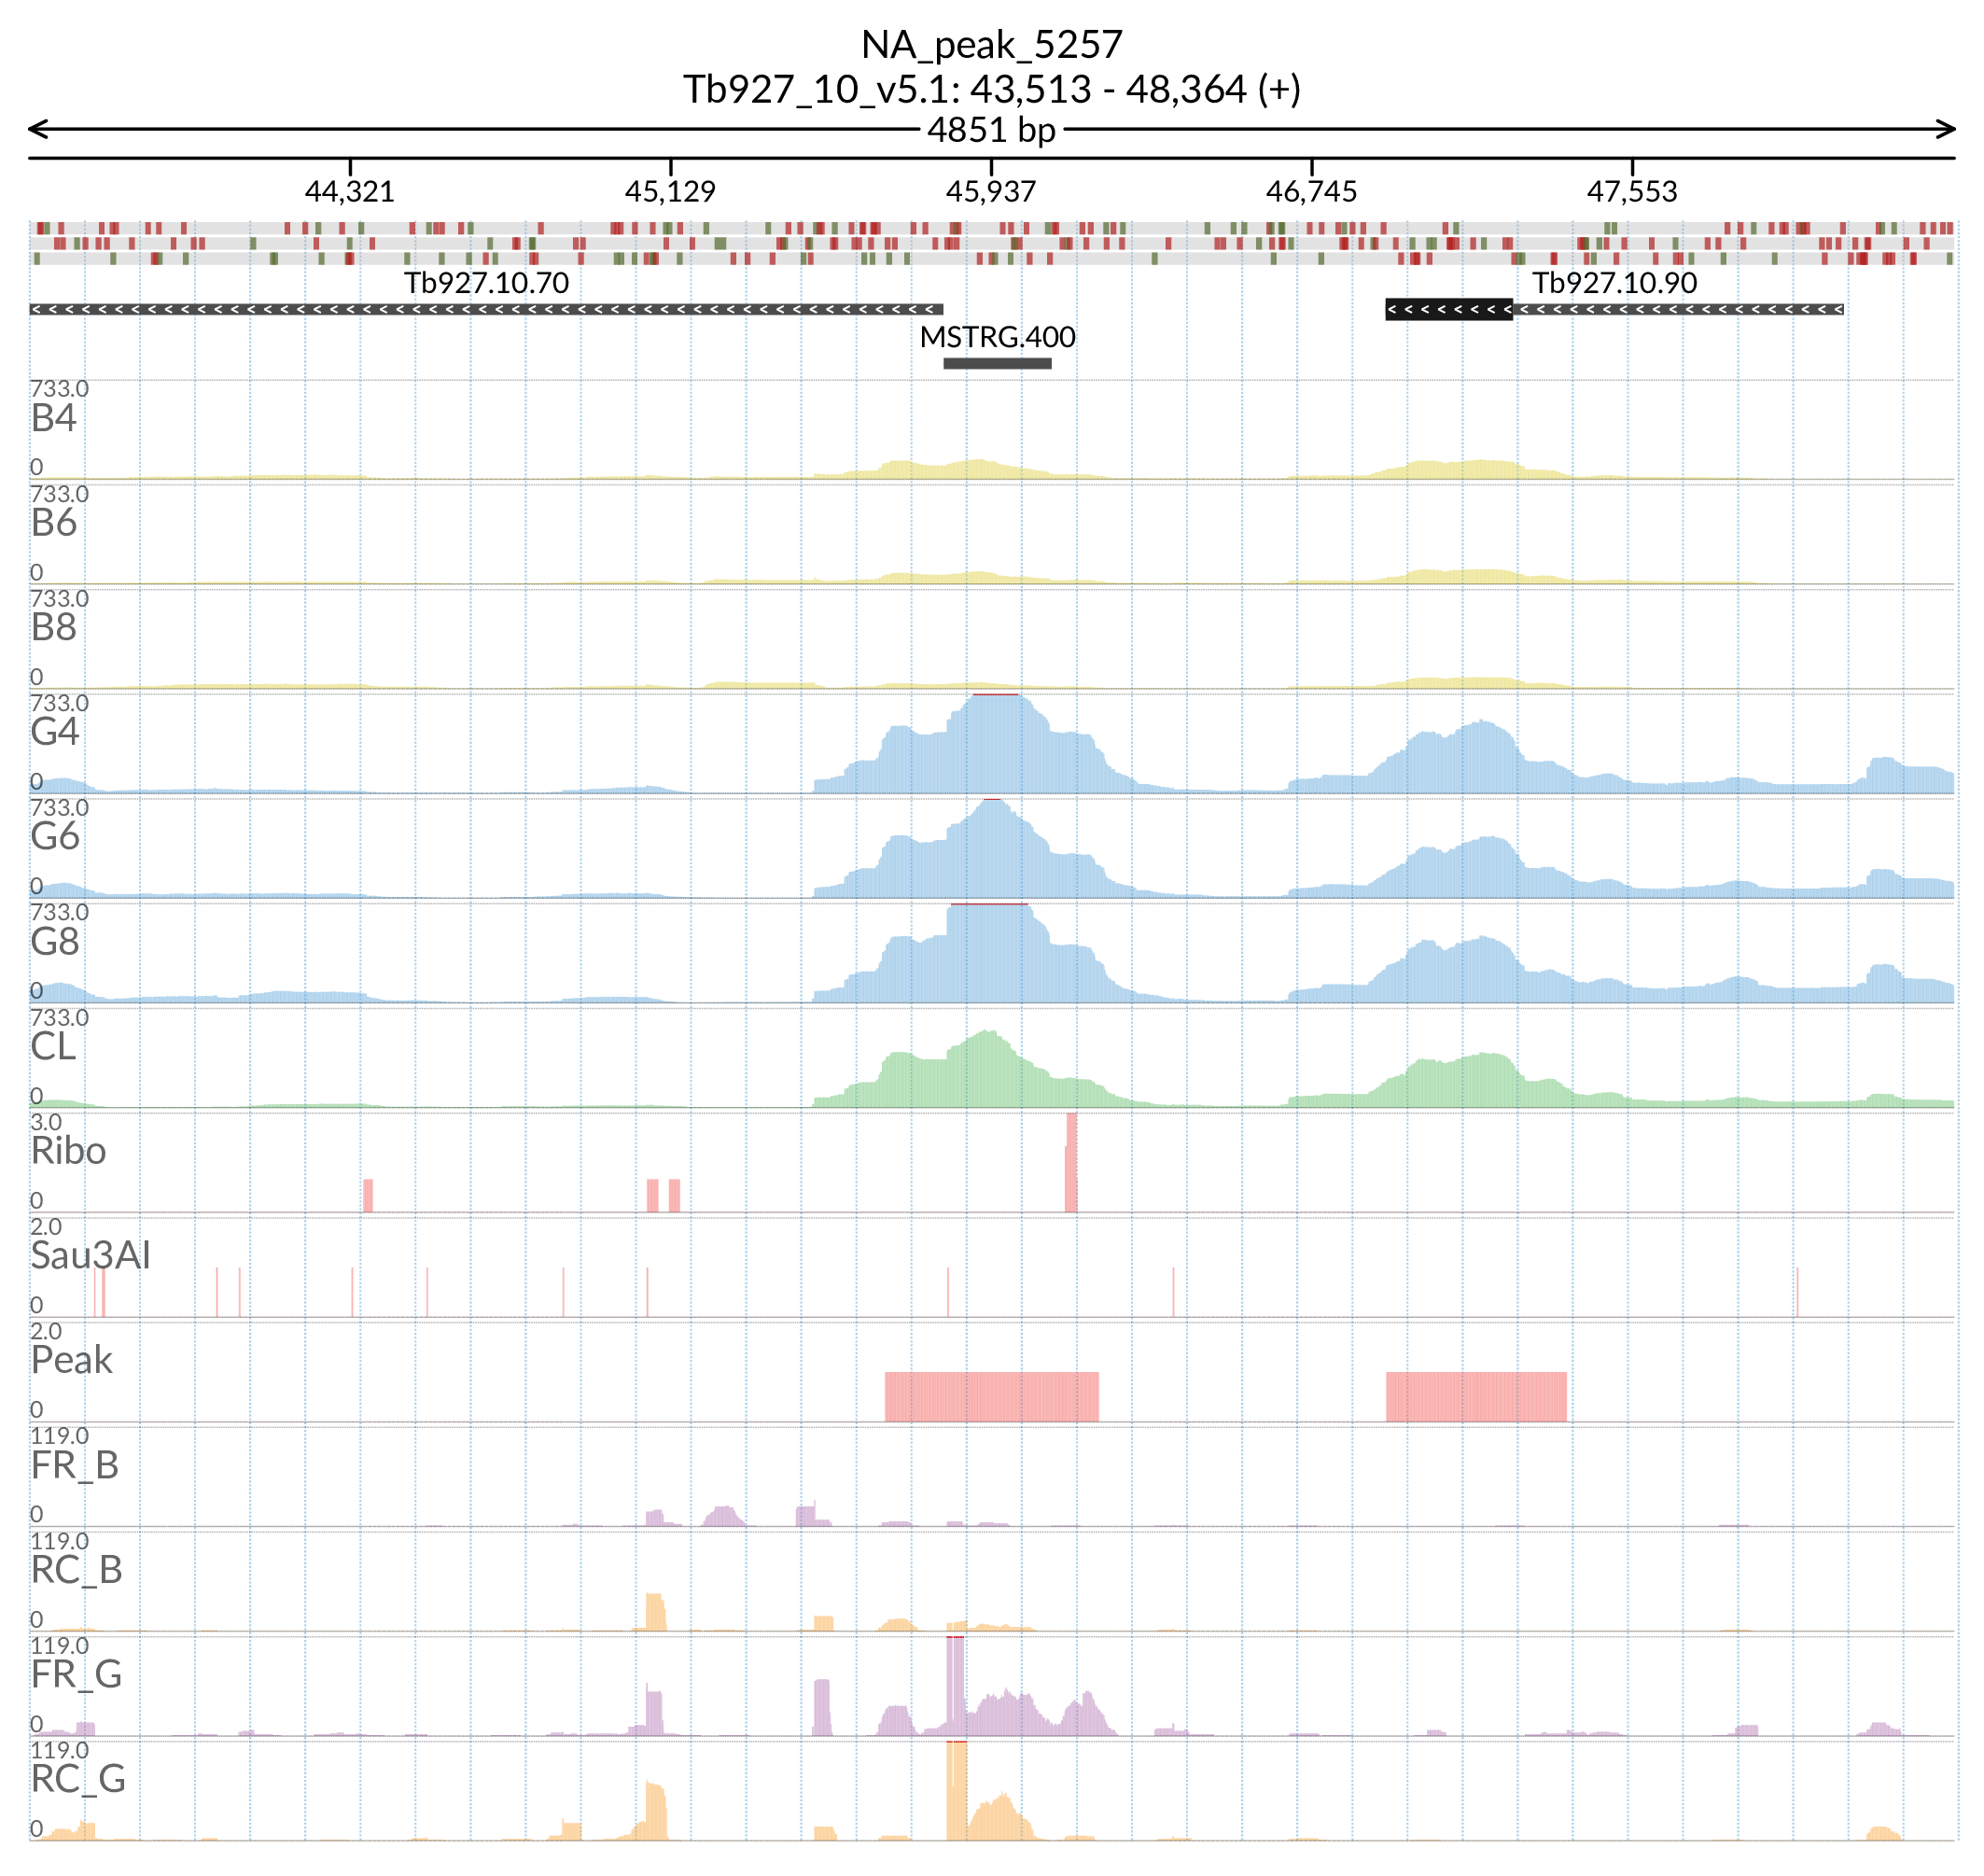 NA_peak_5257
Tb927_10_v5.1: 43,513 - 48,364 (+)
4851 bp
44,321 45,129 45,937 46,745 47,553
Tb927.10.70 Tb927.10.90
MSTRG.400
733.0
B4
0
733.0
B6
0
733.0
B8
0
733.0
G4
0
733.0
G6
0
733.0
G8
0
733.0
CL
0
3.0
Ribo
0
2.0
Sau3AI
0
2.0
Peak
0
119.0
FR_B
0
119.0
RC_B
0
119.0
FR_G
0
119.0
RC_G
0